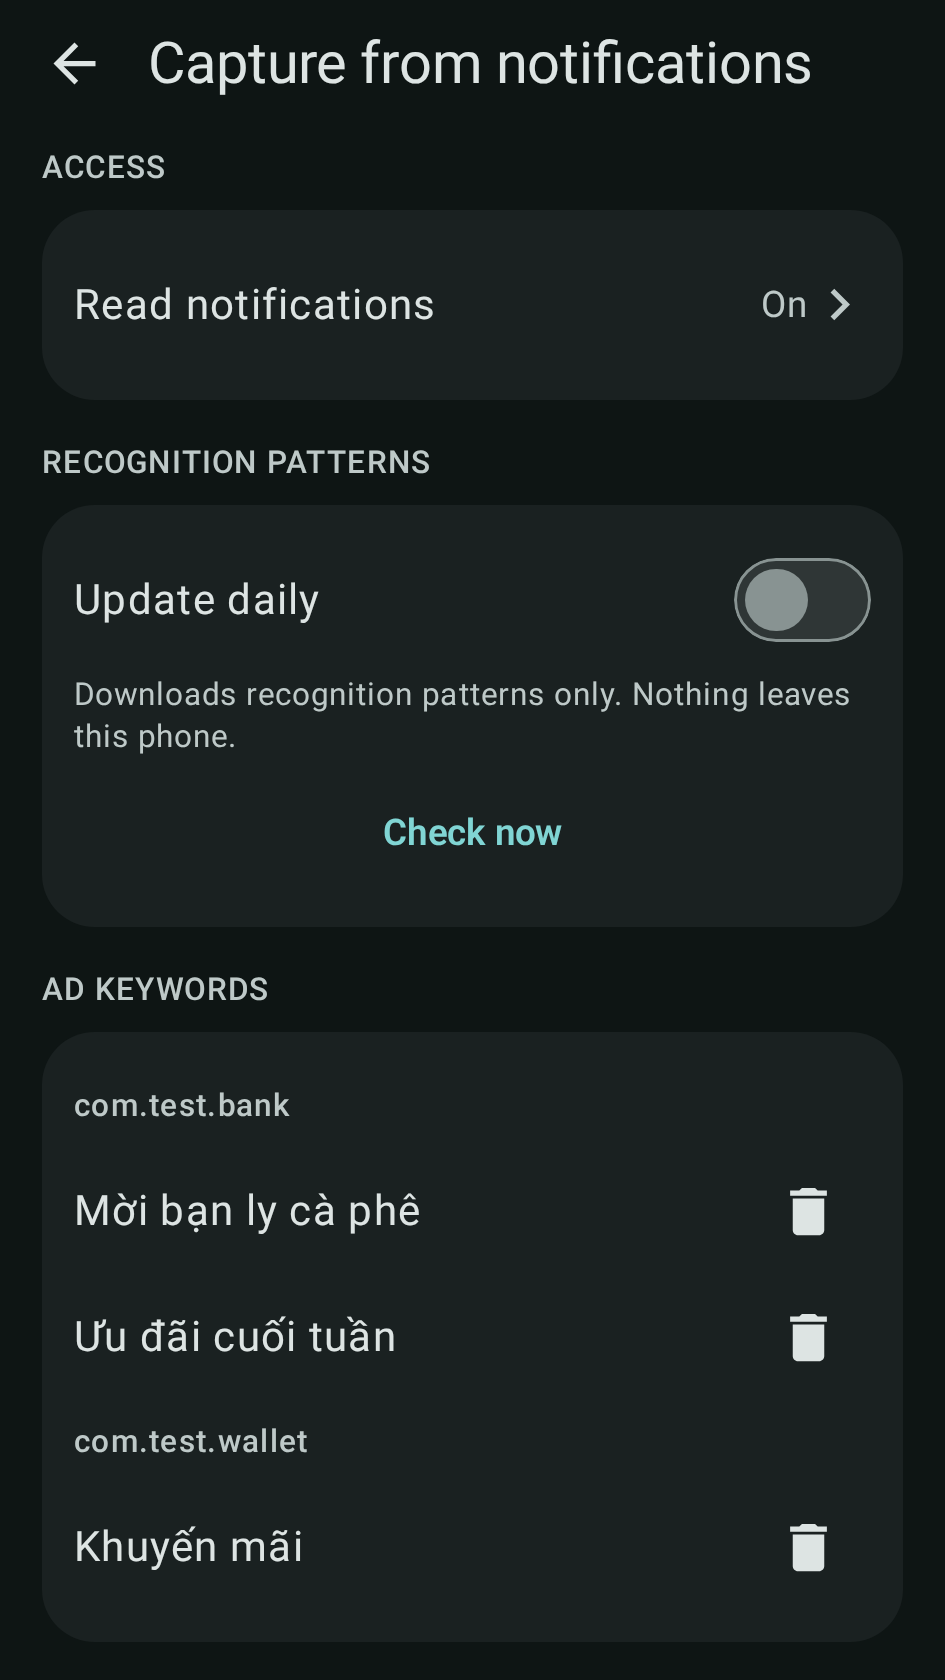 Capture from notifications
ACCESS
Read notifications
On
RECOGNITION PATTERNS
Update daily
Downloads recognition patterns only. Nothing leaves
this phone.
Check now
AD KEYWORDS
com.test.bank
Mời bạn ly cà phê
Ưu đãi cuối tuần
com.test.wallet
Khuyến mãi